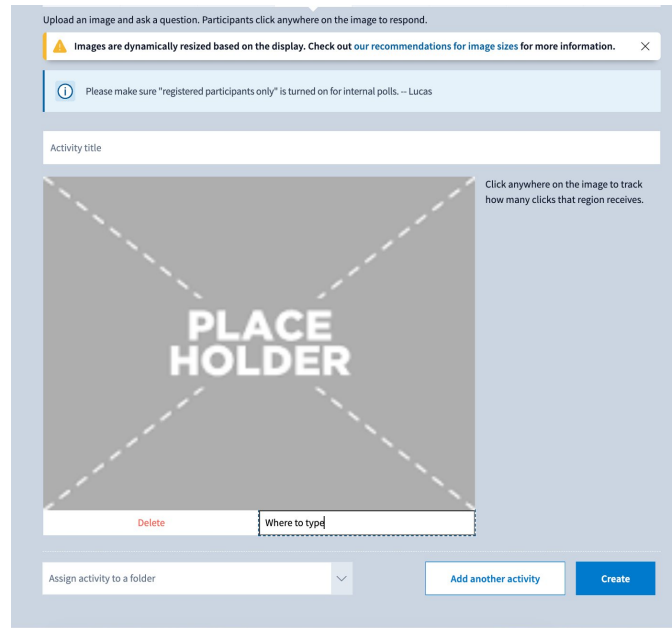 Upload an image and ask a question. Participants click anywhere on the image to respond.
Images are dynamically resized based on the display. Check out our recommendations for image sizes for more information.
Please make sure "registered participants only" is turned on for internal polls. -- Lucas
Activity title
Click anywhere on the image to track
how many clicks that region receives.
PLACE
HOLDER
Delete
Where to type
Assign activity to a folder
Add another activity
Create